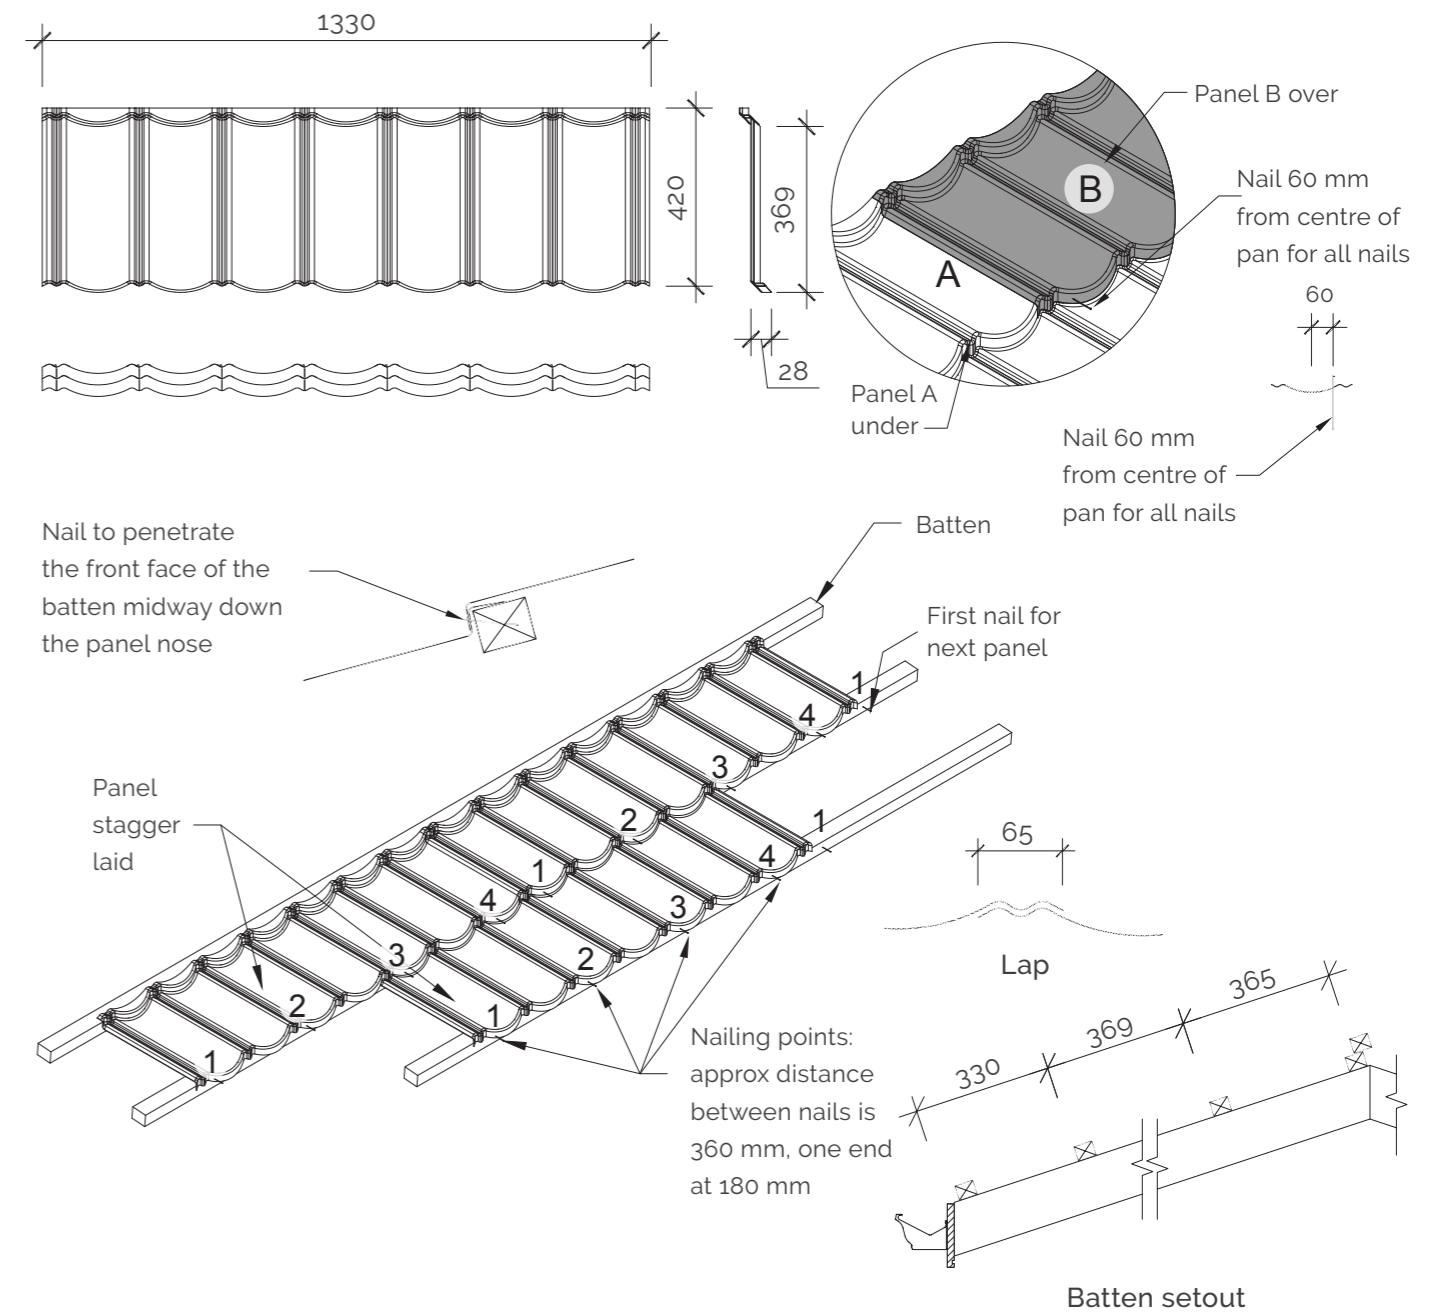 1330
420
369
28
Panel B over
B
A
Nail 60 mm
from centre of
pan for all nails
60
Panel A
under
Nail 60 mm
from centre of
pan for all nails
Nail to penetrate
the front face of the
batten midway down
the panel nose
Batten
First nail for
next panel
1
4
3
2
1
4
3
2
1
1
4
3
2
1
Panel
stagger
laid
Nailing points:
approx distance
between nails is
360 mm, one end
at 180 mm
65
Lap
330
369
365
Batten setout